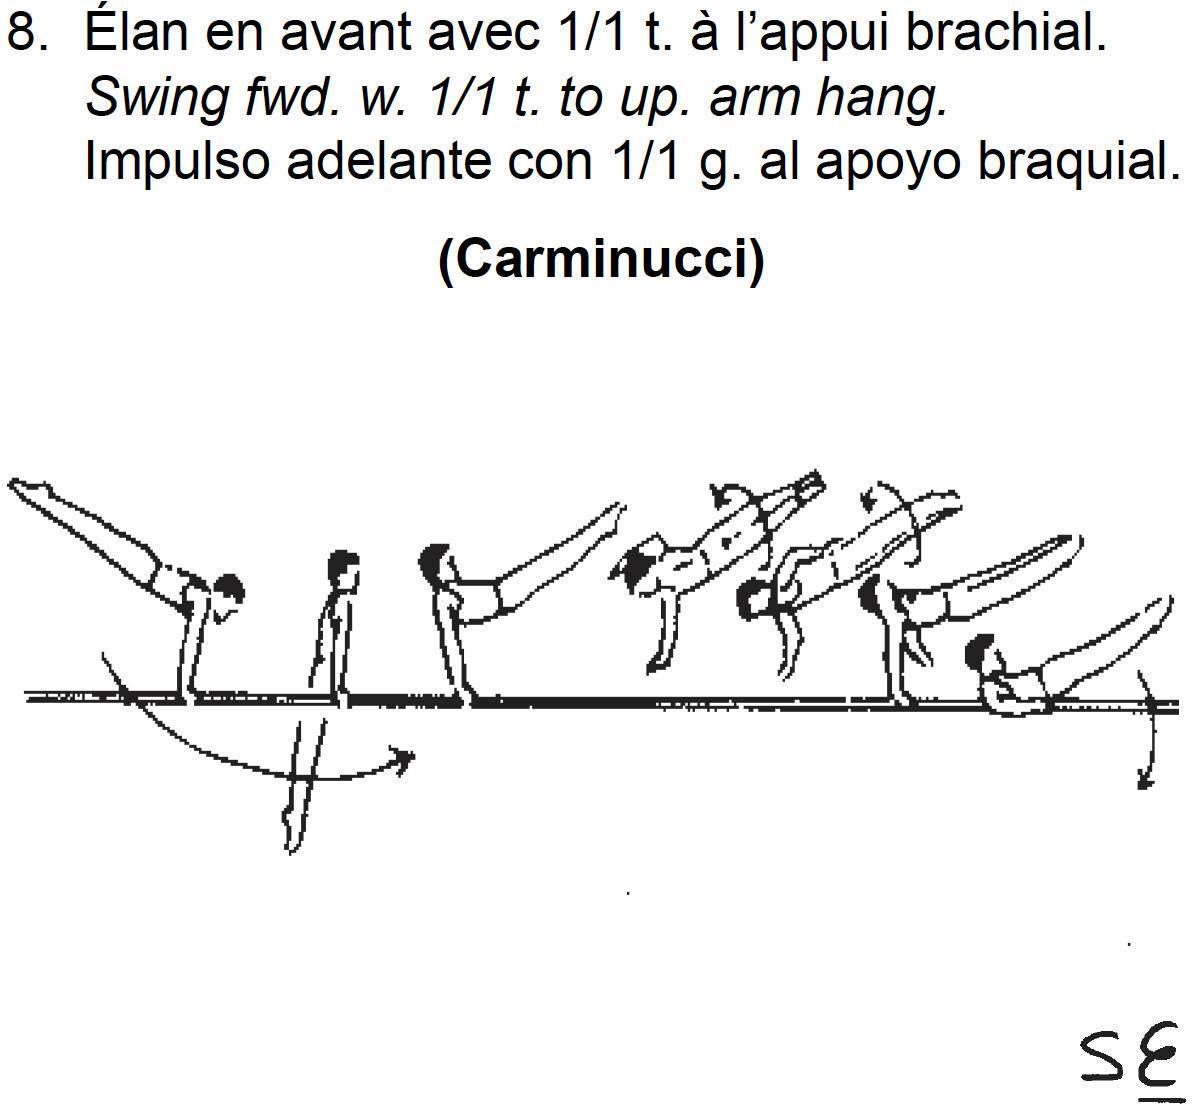 8. Élan en avant avec 1/1 t. à l’appui brachial.
Swing fwd. w. 1/1 t. to up. arm hang.
Impulso adelante con 1/1 g. al apoyo braquial.
(Carminucci)